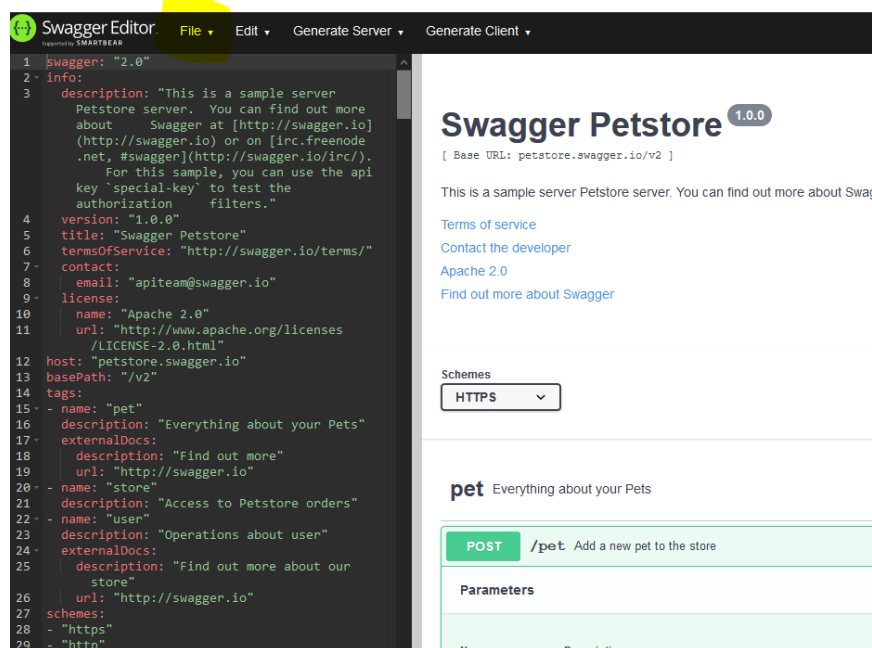 Swagger Editor.
Supported by SMARTBEAR
File ▾ Edit ▾ Generate Server ▾ Generate Client ▾
1 swagger: "2.0"
2 info:
3 description: "This is a sample server
Petstore server.  You can find out more
about     Swagger at [http://swagger.io]
(http://swagger.io) or on [irc.freenode
.net, #swagger](http://swagger.io/irc/).
For this sample, you can use the api
key `special-key` to test the
authorization     filters."
4 version: "1.0.0"
5 title: "Swagger Petstore"
6 termsOfService: "http://swagger.io/terms/"
7 contact:
8 email: "apiteam@swagger.io"
9 license:
10 name: "Apache 2.0"
11 url: "http://www.apache.org/licenses
/LICENSE-2.0.html"
12 host: "petstore.swagger.io"
13 basePath: "/v2"
14 tags:
15 - name: "pet"
16 description: "Everything about your Pets"
17 externalDocs:
18 description: "Find out more"
19 url: "http://swagger.io"
20 - name: "store"
21 description: "Access to Petstore orders"
22 - name: "user"
23 description: "Operations about user"
24 externalDocs:
25 description: "Find out more about our
store"
26 url: "http://swagger.io"
27 schemes:
28 - "https"
29 - "http"
Swagger Petstore 1.0.0
[ Base URL: petstore.swagger.io/v2 ]
This is a sample server Petstore server. You can find out more about
Terms of service
Contact the developer
Apache 2.0
Find out more about Swagger
Schemes
HTTPS
pet Everything about your Pets
POST /pet Add a new pet to the store
Parameters